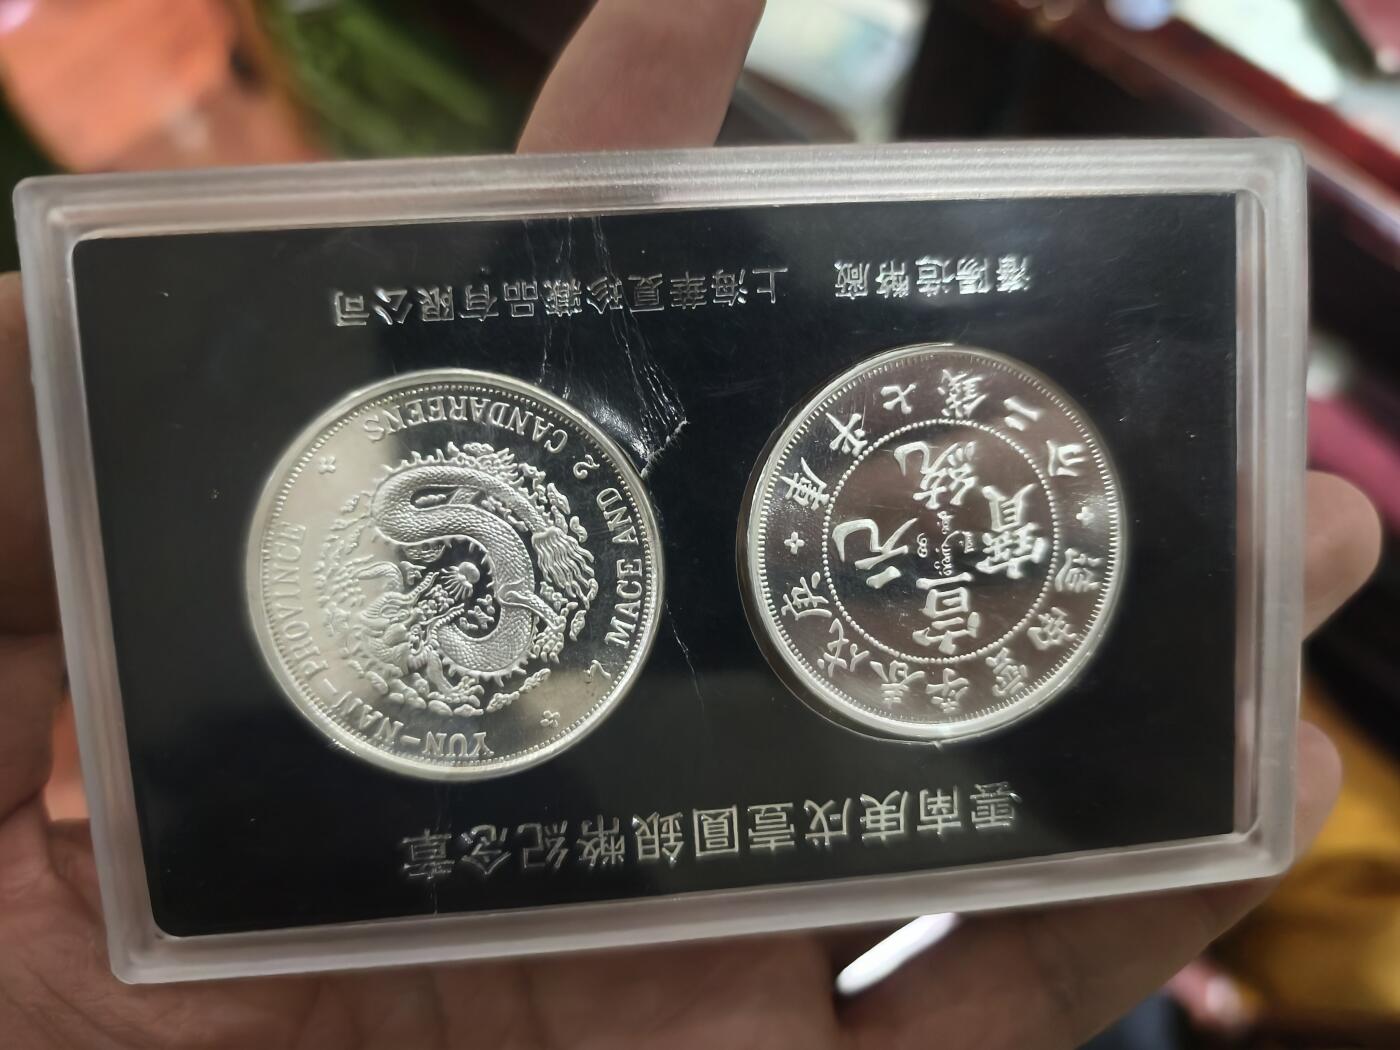 雲南庚戌壹圓銀幣紀念章
庚戌春季雲南造
宣統元寶
庫平七錢二分
YUN-NAN-PROVINCE
7 MACE AND 2 CANDAREENS
瀋陽造幣廠 上海華夏珍藏品有限公司